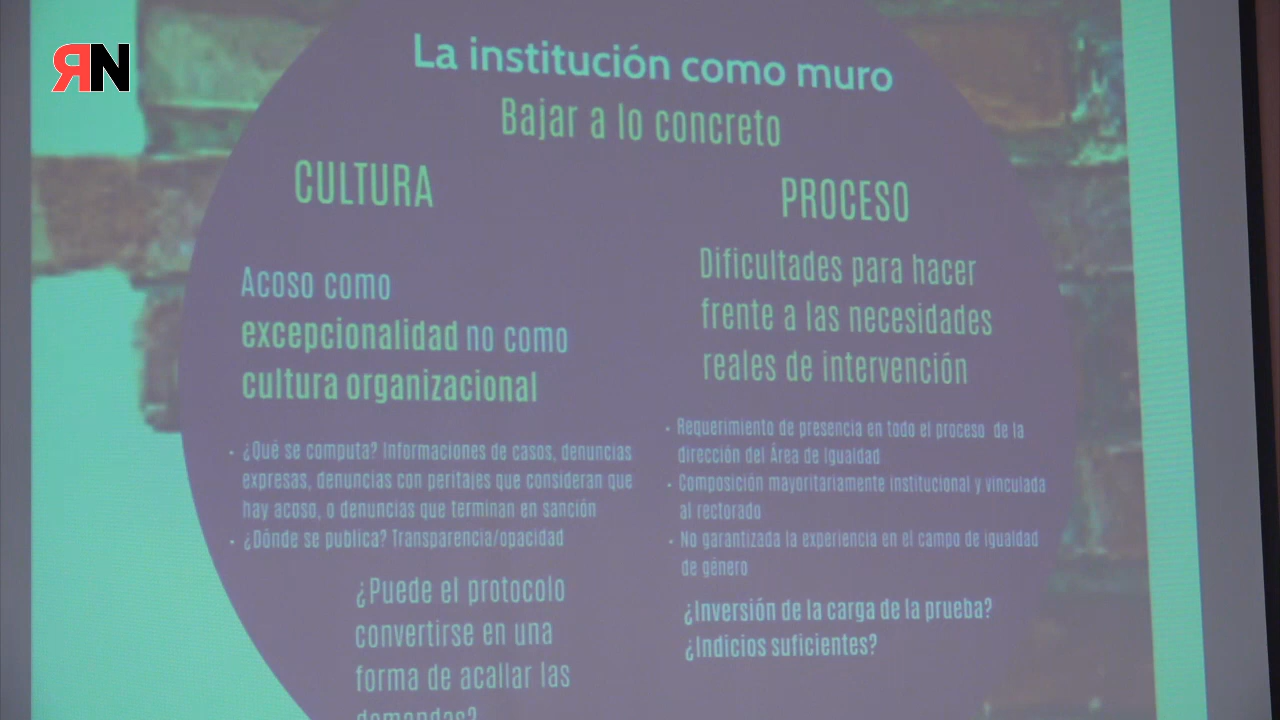 ЯN
La institución como muro
Bajar a lo concreto
CULTURA
Acoso como
excepcionalidad no como
cultura organizacional
• ¿Qué se computa? Informaciones de casos, denuncias
expresas, denuncias con peritajes que consideran que
hay acoso, o denuncias que terminan en sanción
• ¿Dónde se publica? Transparencia/opacidad
¿Puede el protocolo
convertirse en una
forma de acallar las
demandas?
PROCESO
Dificultades para hacer
frente a las necesidades
reales de intervención
• Requerimiento de presencia en todo el proceso de la
dirección del Área de Igualdad
• Composición mayoritariamente institucional y vinculada
al rectorado
• No garantizada la experiencia en el campo de igualdad
de género
¿Inversión de la carga de la prueba?
¿Indicios suficientes?